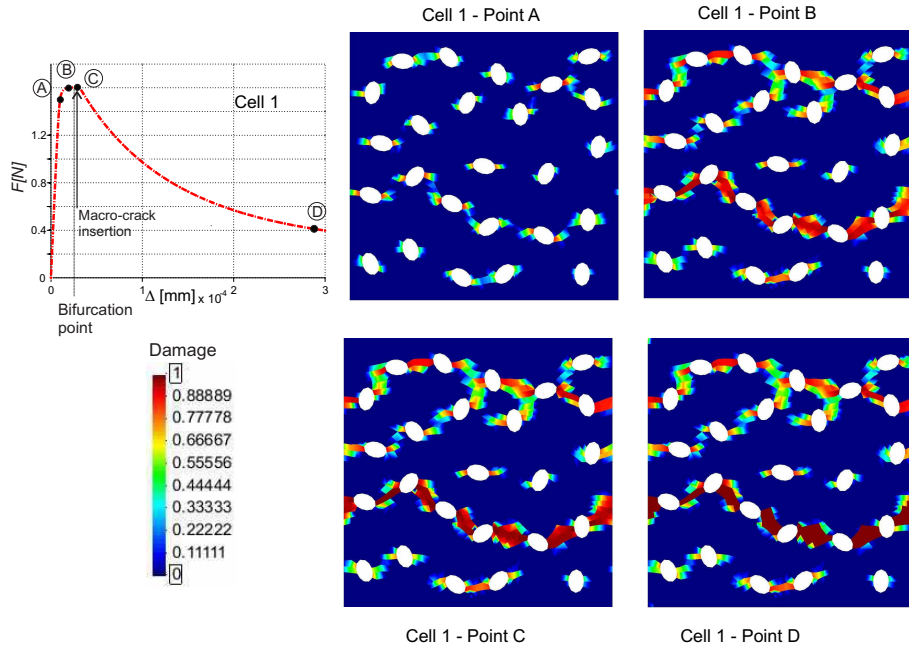 Cell 1 - Point A
Cell 1 - Point B
A
B
C
Cell 1
F[N]
1.2
0.8
0.4
0
Macro-crack
insertion
D
0
1
2
3
Δ [mm] x 10⁻⁴
Bifurcation
point
Damage
1
0.88889
0.77778
0.66667
0.55556
0.44444
0.33333
0.22222
0.11111
0
Cell 1 - Point C
Cell 1 - Point D